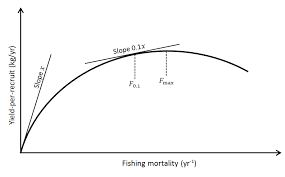 Yield-per-recruit (kg/yr)
Slope x
Slope 0.1x
F0.1
Fmax
Fishing mortality (yr-1)